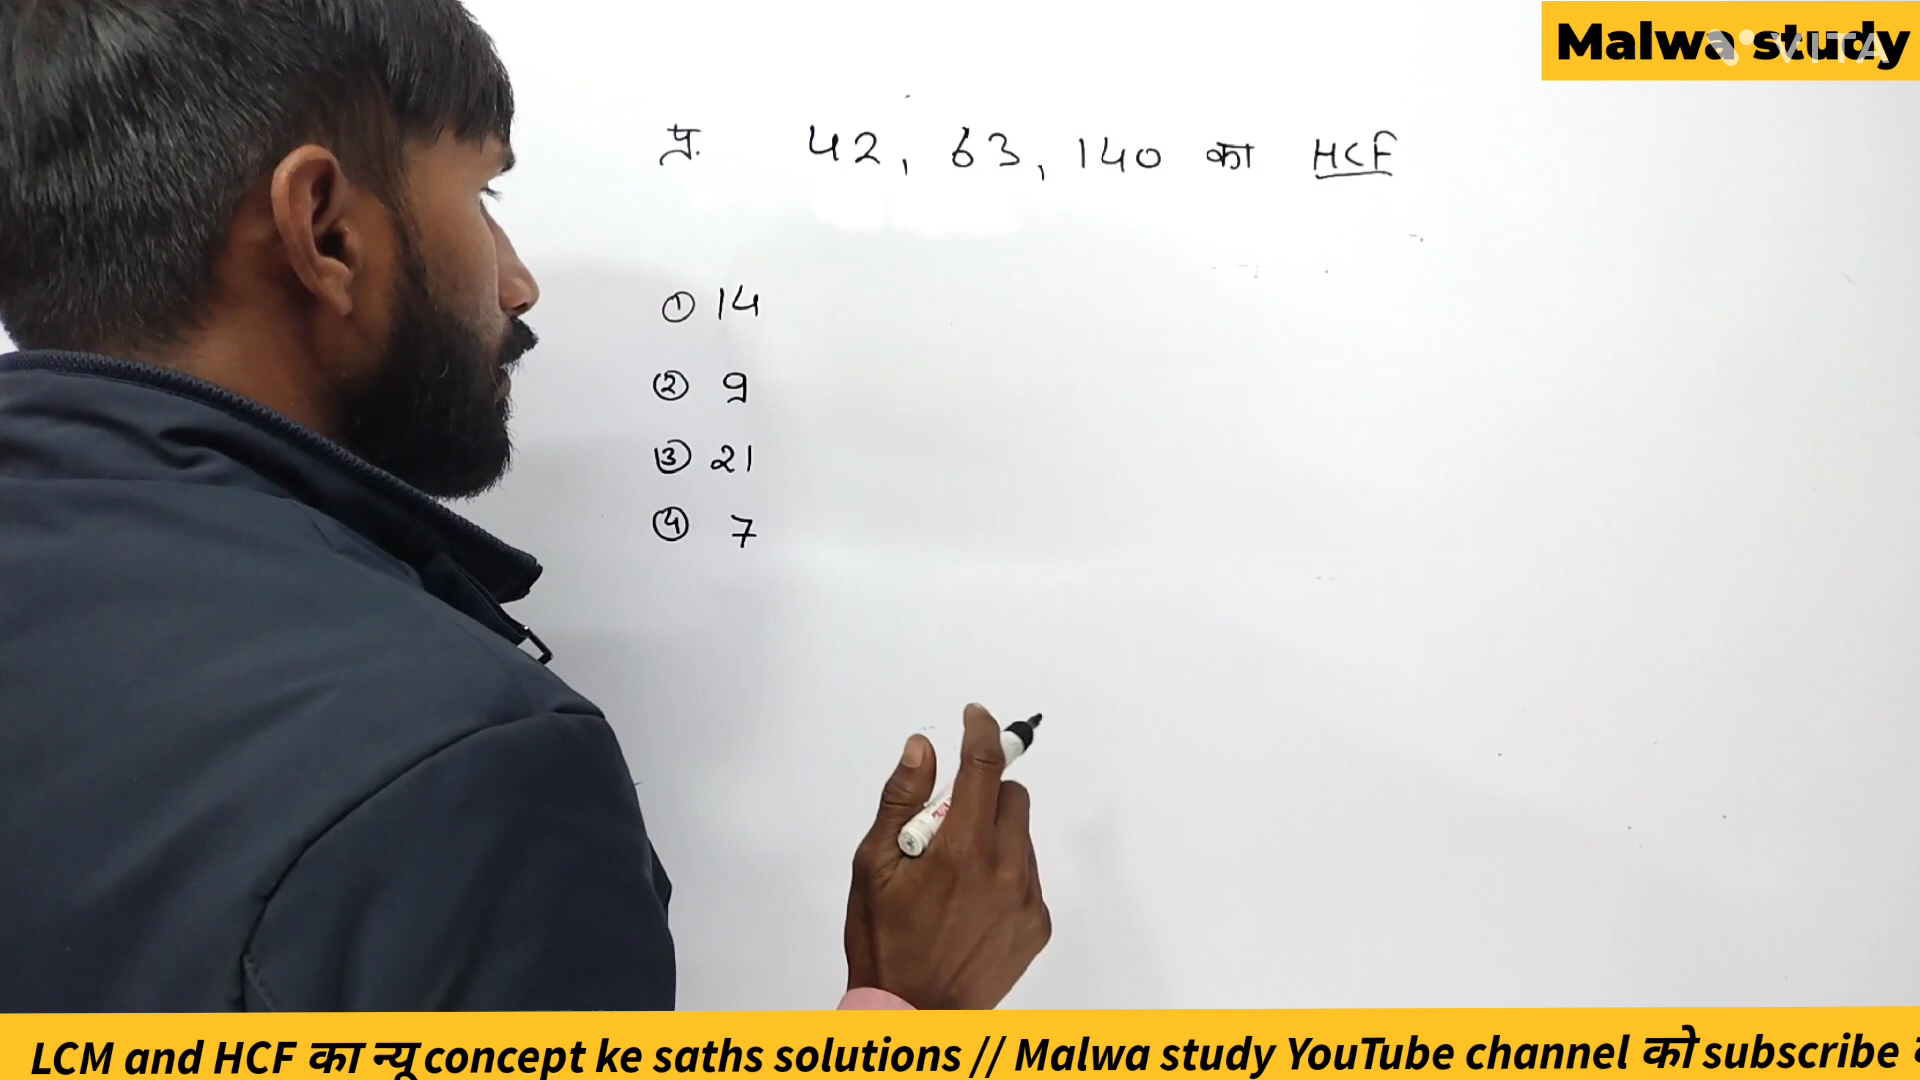 Malwa study
VITA
प्र. 42, 63, 140 का HCF
① 14
② 9
③ 21
④ 7
LCM and HCF का न्यू concept ke saths solutions // Malwa study YouTube channel को subscribe